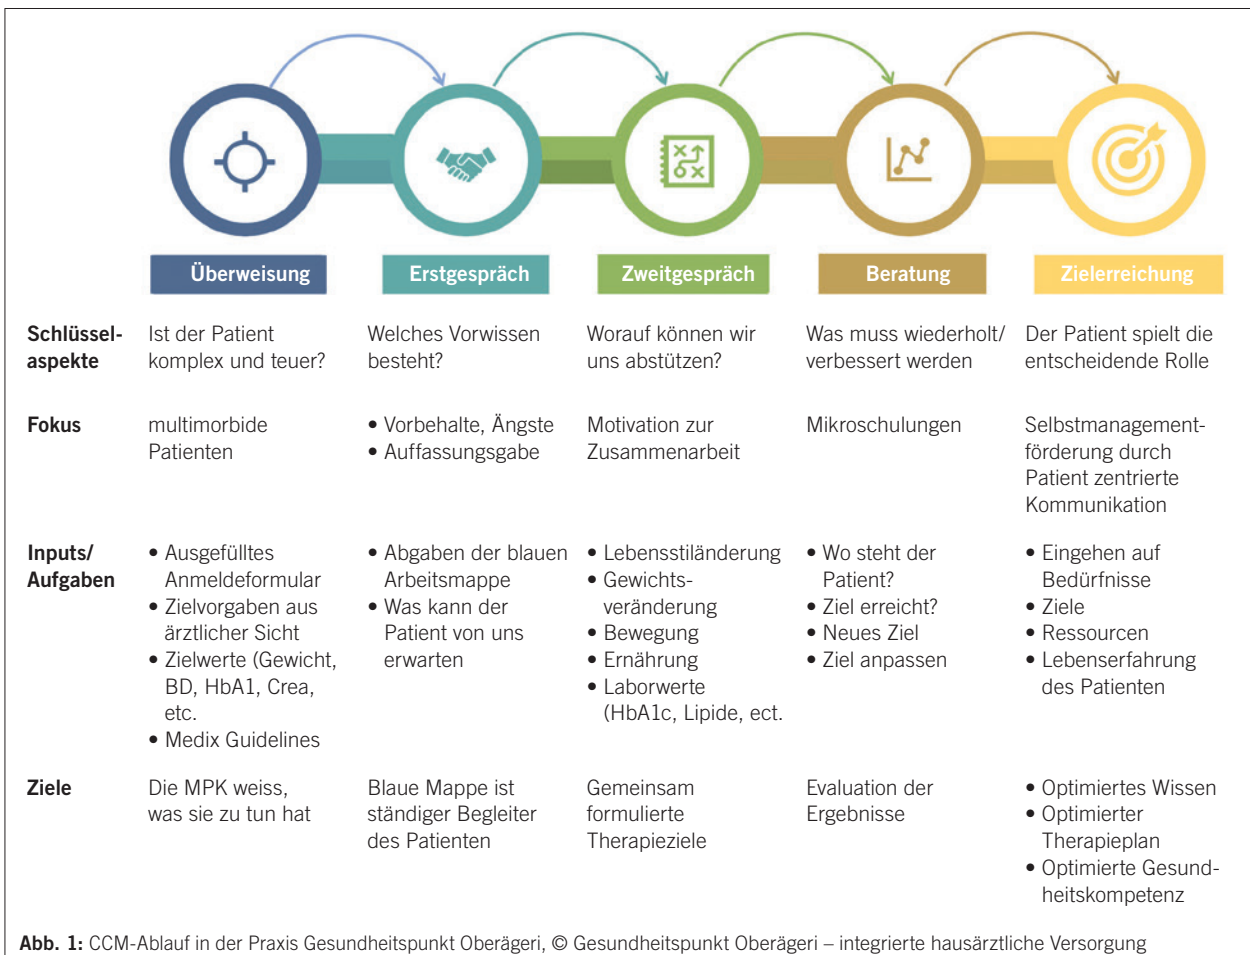 Überweisung
Erstgespräch
Zweitgespräch
Beratung
Zielerreichung
Schlüssel-
aspekte
Ist der Patient
komplex und teuer?
Welches Vorwissen
besteht?
Worauf können wir
uns abstützen?
Was muss wiederholt/
verbessert werden
Der Patient spielt die
entscheidende Rolle
Fokus
multimorbide
Patienten
• Vorbehalte, Ängste
• Auffassungsgabe
Motivation zur
Zusammenarbeit
Mikroschulungen
Selbstmanagement-
förderung durch
Patient zentrierte
Kommunikation
Inputs/
Aufgaben
• Ausgefülltes
Anmeldeformular
• Zielvorgaben aus
ärztlicher Sicht
• Zielwerte (Gewicht,
BD, HbA1, Crea,
etc.
• Medix Guidelines
• Abgaben der blauen
Arbeitsmappe
• Was kann der
Patient von uns
erwarten
• Lebensstiländerung
• Gewichts-
veränderung
• Bewegung
• Ernährung
• Laborwerte
(HbA1c, Lipide, ect.
• Wo steht der
Patient?
• Ziel erreicht?
• Neues Ziel
• Ziel anpassen
• Eingehen auf
Bedürfnisse
• Ziele
• Ressourcen
• Lebenserfahrung
des Patienten
Ziele
Die MPK weiss,
was sie zu tun hat
Blaue Mappe ist
ständiger Begleiter
des Patienten
Gemeinsam
formulierte
Therapieziele
Evaluation der
Ergebnisse
• Optimiertes Wissen
• Optimierter
Therapieplan
• Optimierte Gesund-
heitskompetenz
Abb. 1: CCM-Ablauf in der Praxis Gesundheitspunkt Oberägeri, © Gesundheitspunkt Oberägeri – integrierte hausärztliche Versorgung